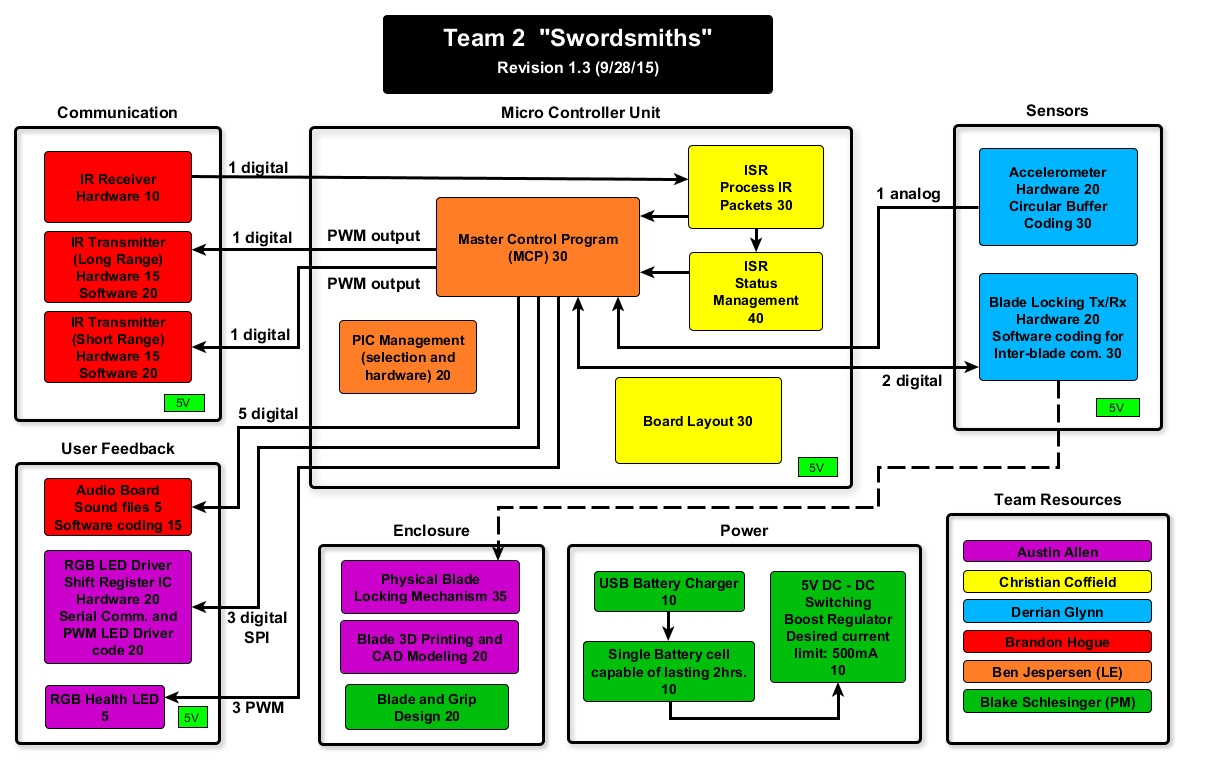 Team 2  "Swordsmiths"
Revision 1.3 (9/28/15)
Communication
IR Receiver
Hardware 10
IR Transmitter
(Long Range)
Hardware 15
Software 20
IR Transmitter
(Short Range)
Hardware 15
Software 20
5V
1 digital
1 digital
1 digital
Micro Controller Unit
PWM output
PWM output
Master Control Program
(MCP) 30
ISR
Process IR
Packets 30
ISR
Status
Management
40
PIC Management
(selection and
hardware) 20
Board Layout 30
5V
1 analog
2 digital
Sensors
Accelerometer
Hardware 20
Circular Buffer
Coding 30
Blade Locking Tx/Rx
Hardware 20
Software coding for
Inter-blade com. 30
5V
5 digital
3 digital
SPI
3 PWM
User Feedback
Audio Board
Sound files 5
Software coding 15
RGB LED Driver
Shift Register IC
Hardware 20
Serial Comm. and
PWM LED Driver
code 20
RGB Health LED
5
5V
Enclosure
Physical Blade
Locking Mechanism 35
Blade 3D Printing and
CAD Modeling 20
Blade and Grip
Design 20
Power
USB Battery Charger
10
Single Battery cell
capable of lasting 2hrs.
10
5V DC - DC
Switching
Boost Regulator
Desired current
limit: 500mA
10
Team Resources
Austin Allen
Christian Coffield
Derrian Glynn
Brandon Hogue
Ben Jespersen (LE)
Blake Schlesinger (PM)